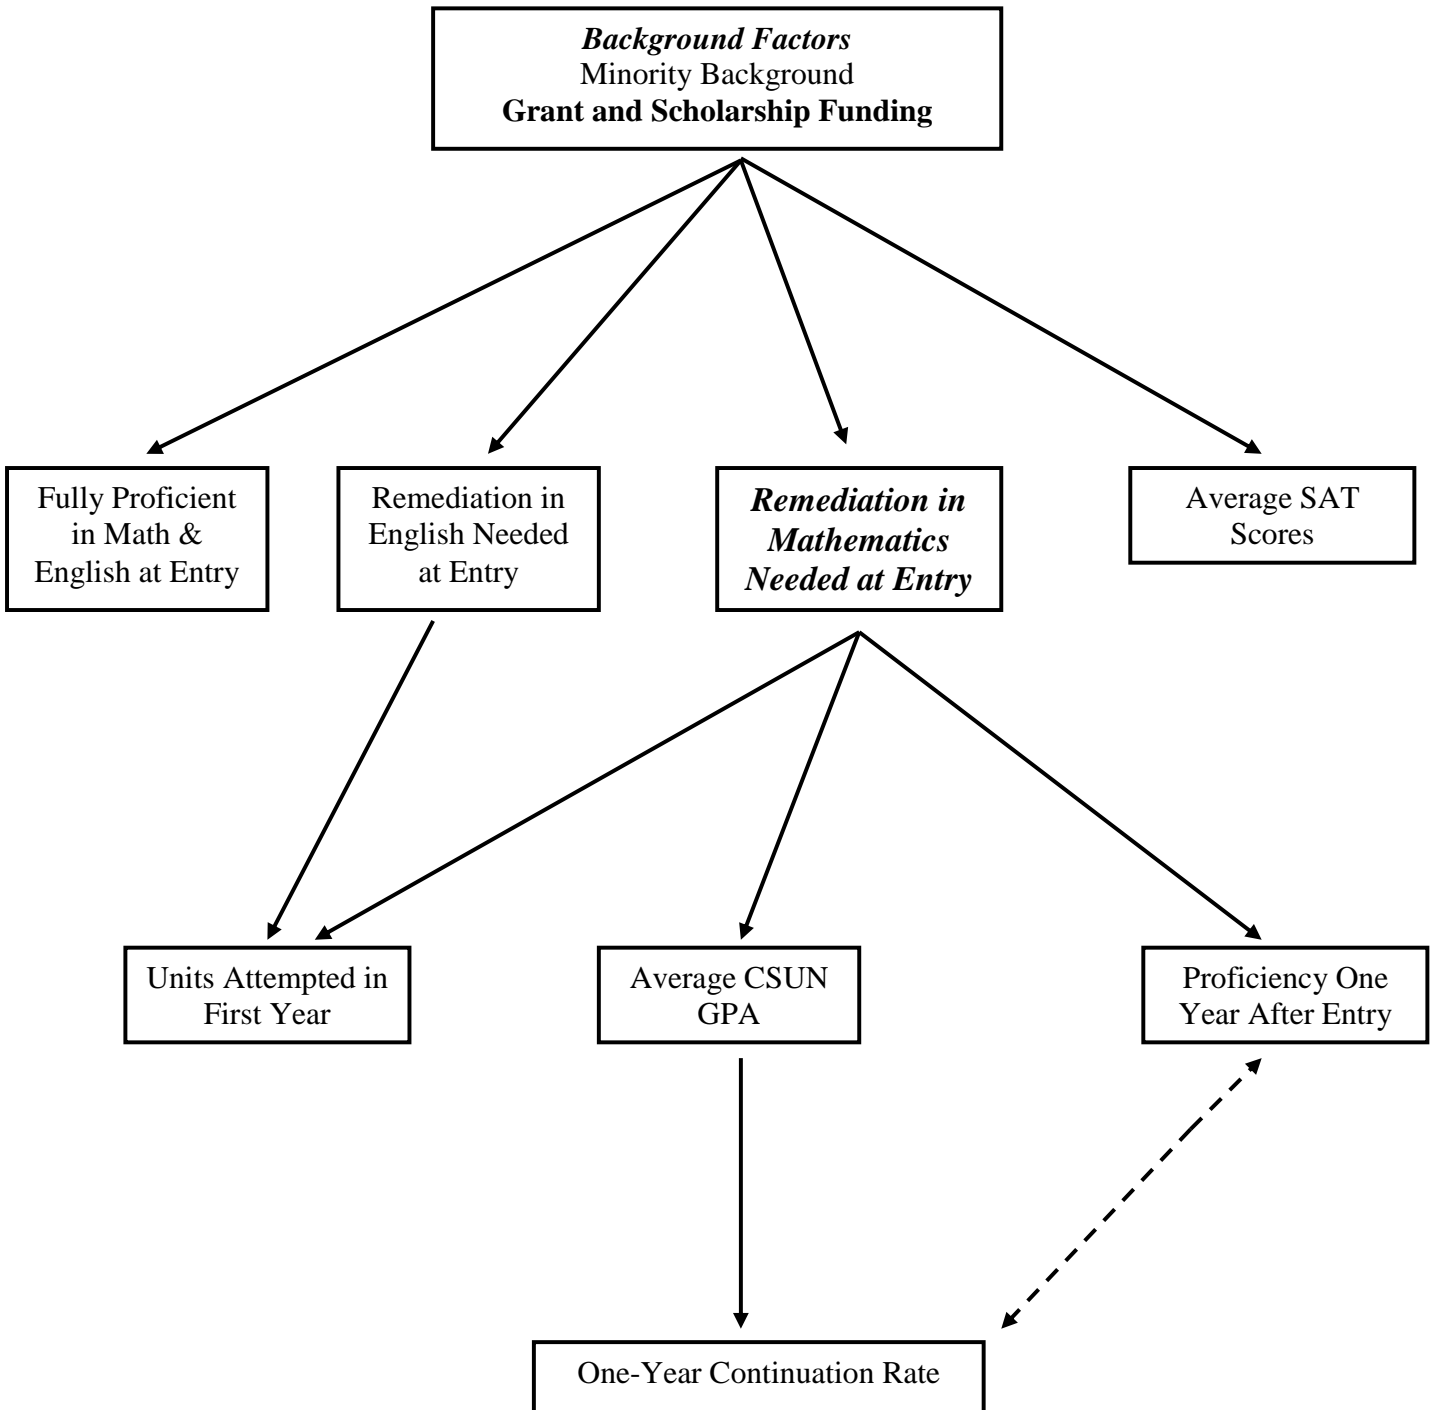 Background Factors
Minority Background
Grant and Scholarship Funding
Fully Proficient
in Math &
English at Entry
Remediation in
English Needed
at Entry
Remediation in
Mathematics
Needed at Entry
Average SAT
Scores
Units Attempted in
First Year
Average CSUN
GPA
Proficiency One
Year After Entry
One-Year Continuation Rate